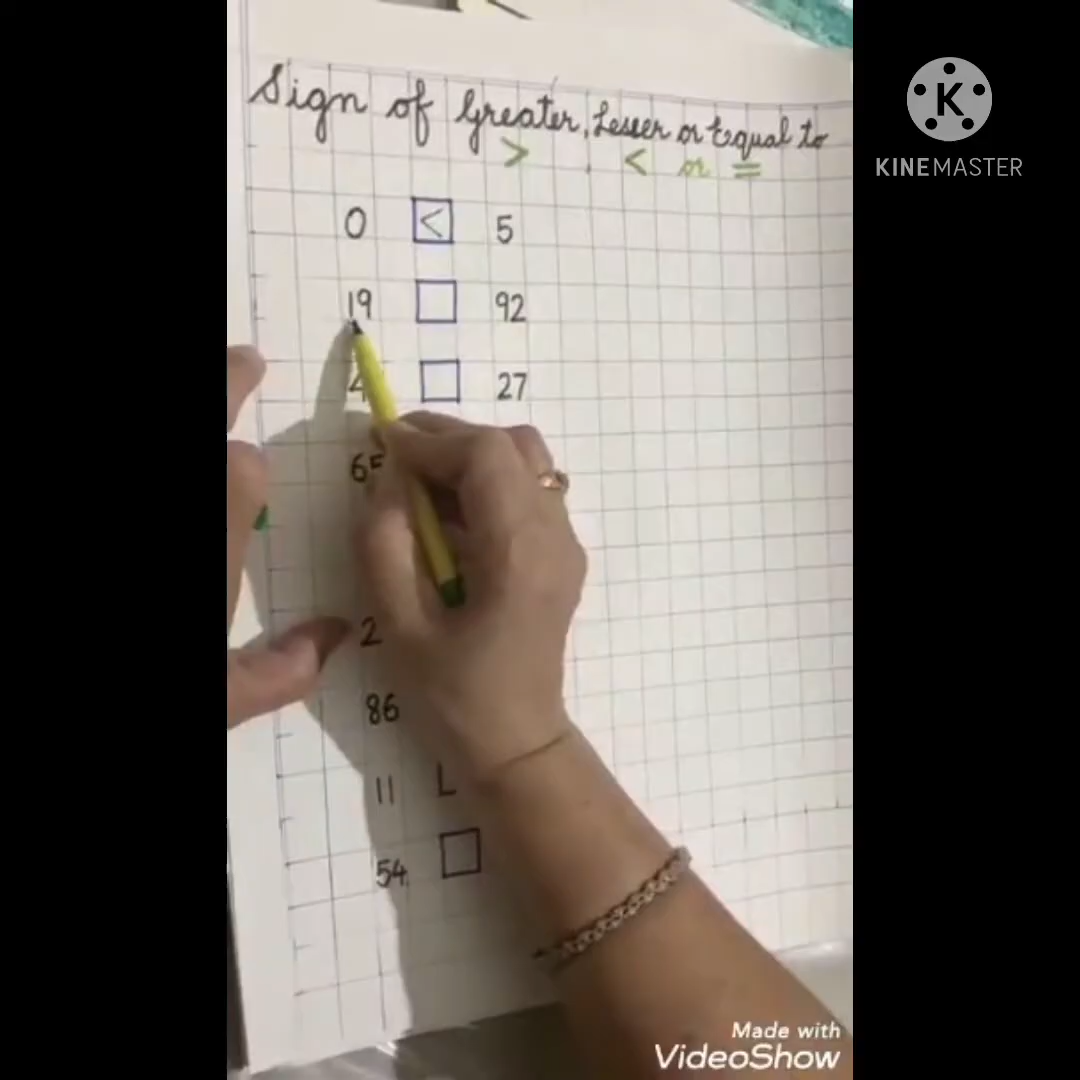 Sign of Greater, Lesser or Equal to
> , < or =
0 < 5
19 92
27
2
86
11
54
K
KINEMASTER
Made with
VideoShow